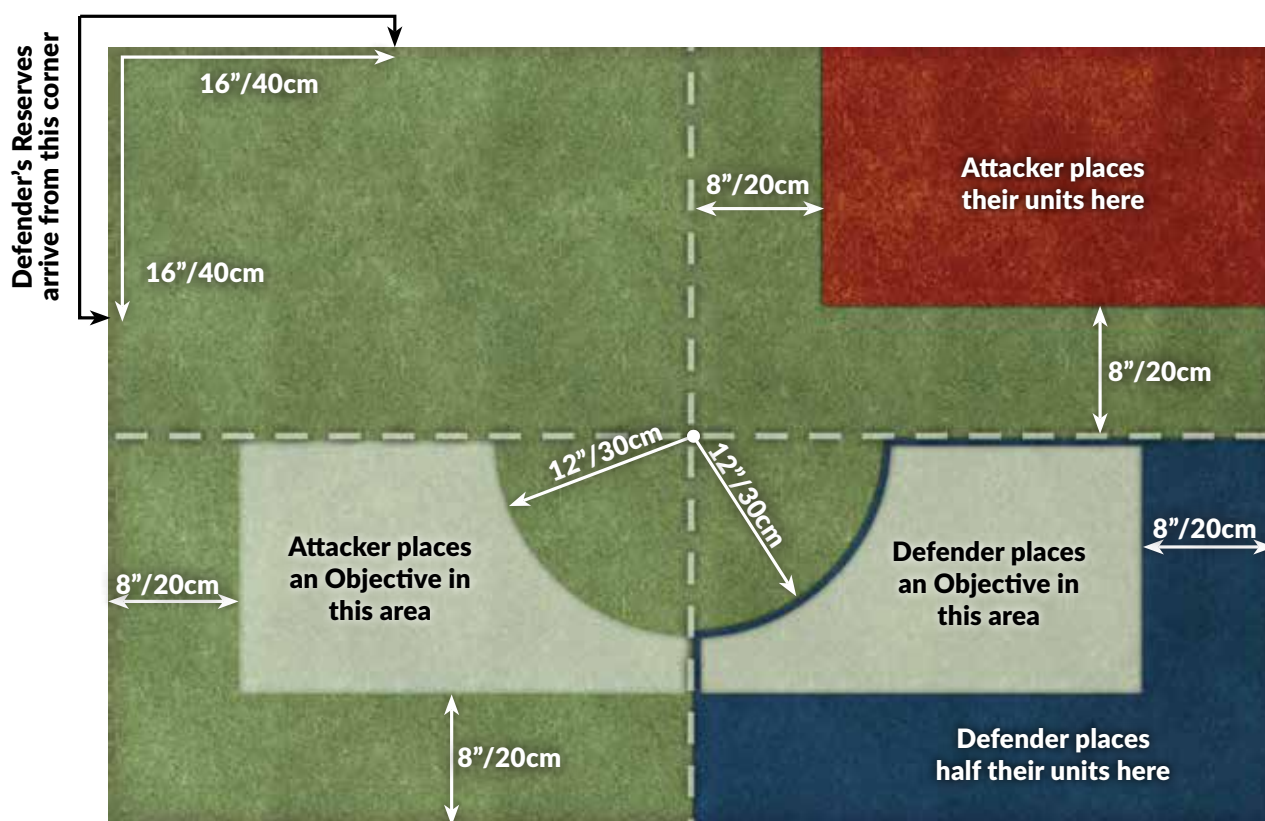 Defender’s Reserves
arrive from this corner
16”/40cm
16”/40cm
8”/20cm
Attacker places
their units here
8”/20cm
12”/30cm
12”/30cm
Attacker places
an Objective in
this area
8”/20cm
8”/20cm
Defender places
an Objective in
this area
8”/20cm
Defender places
half their units here